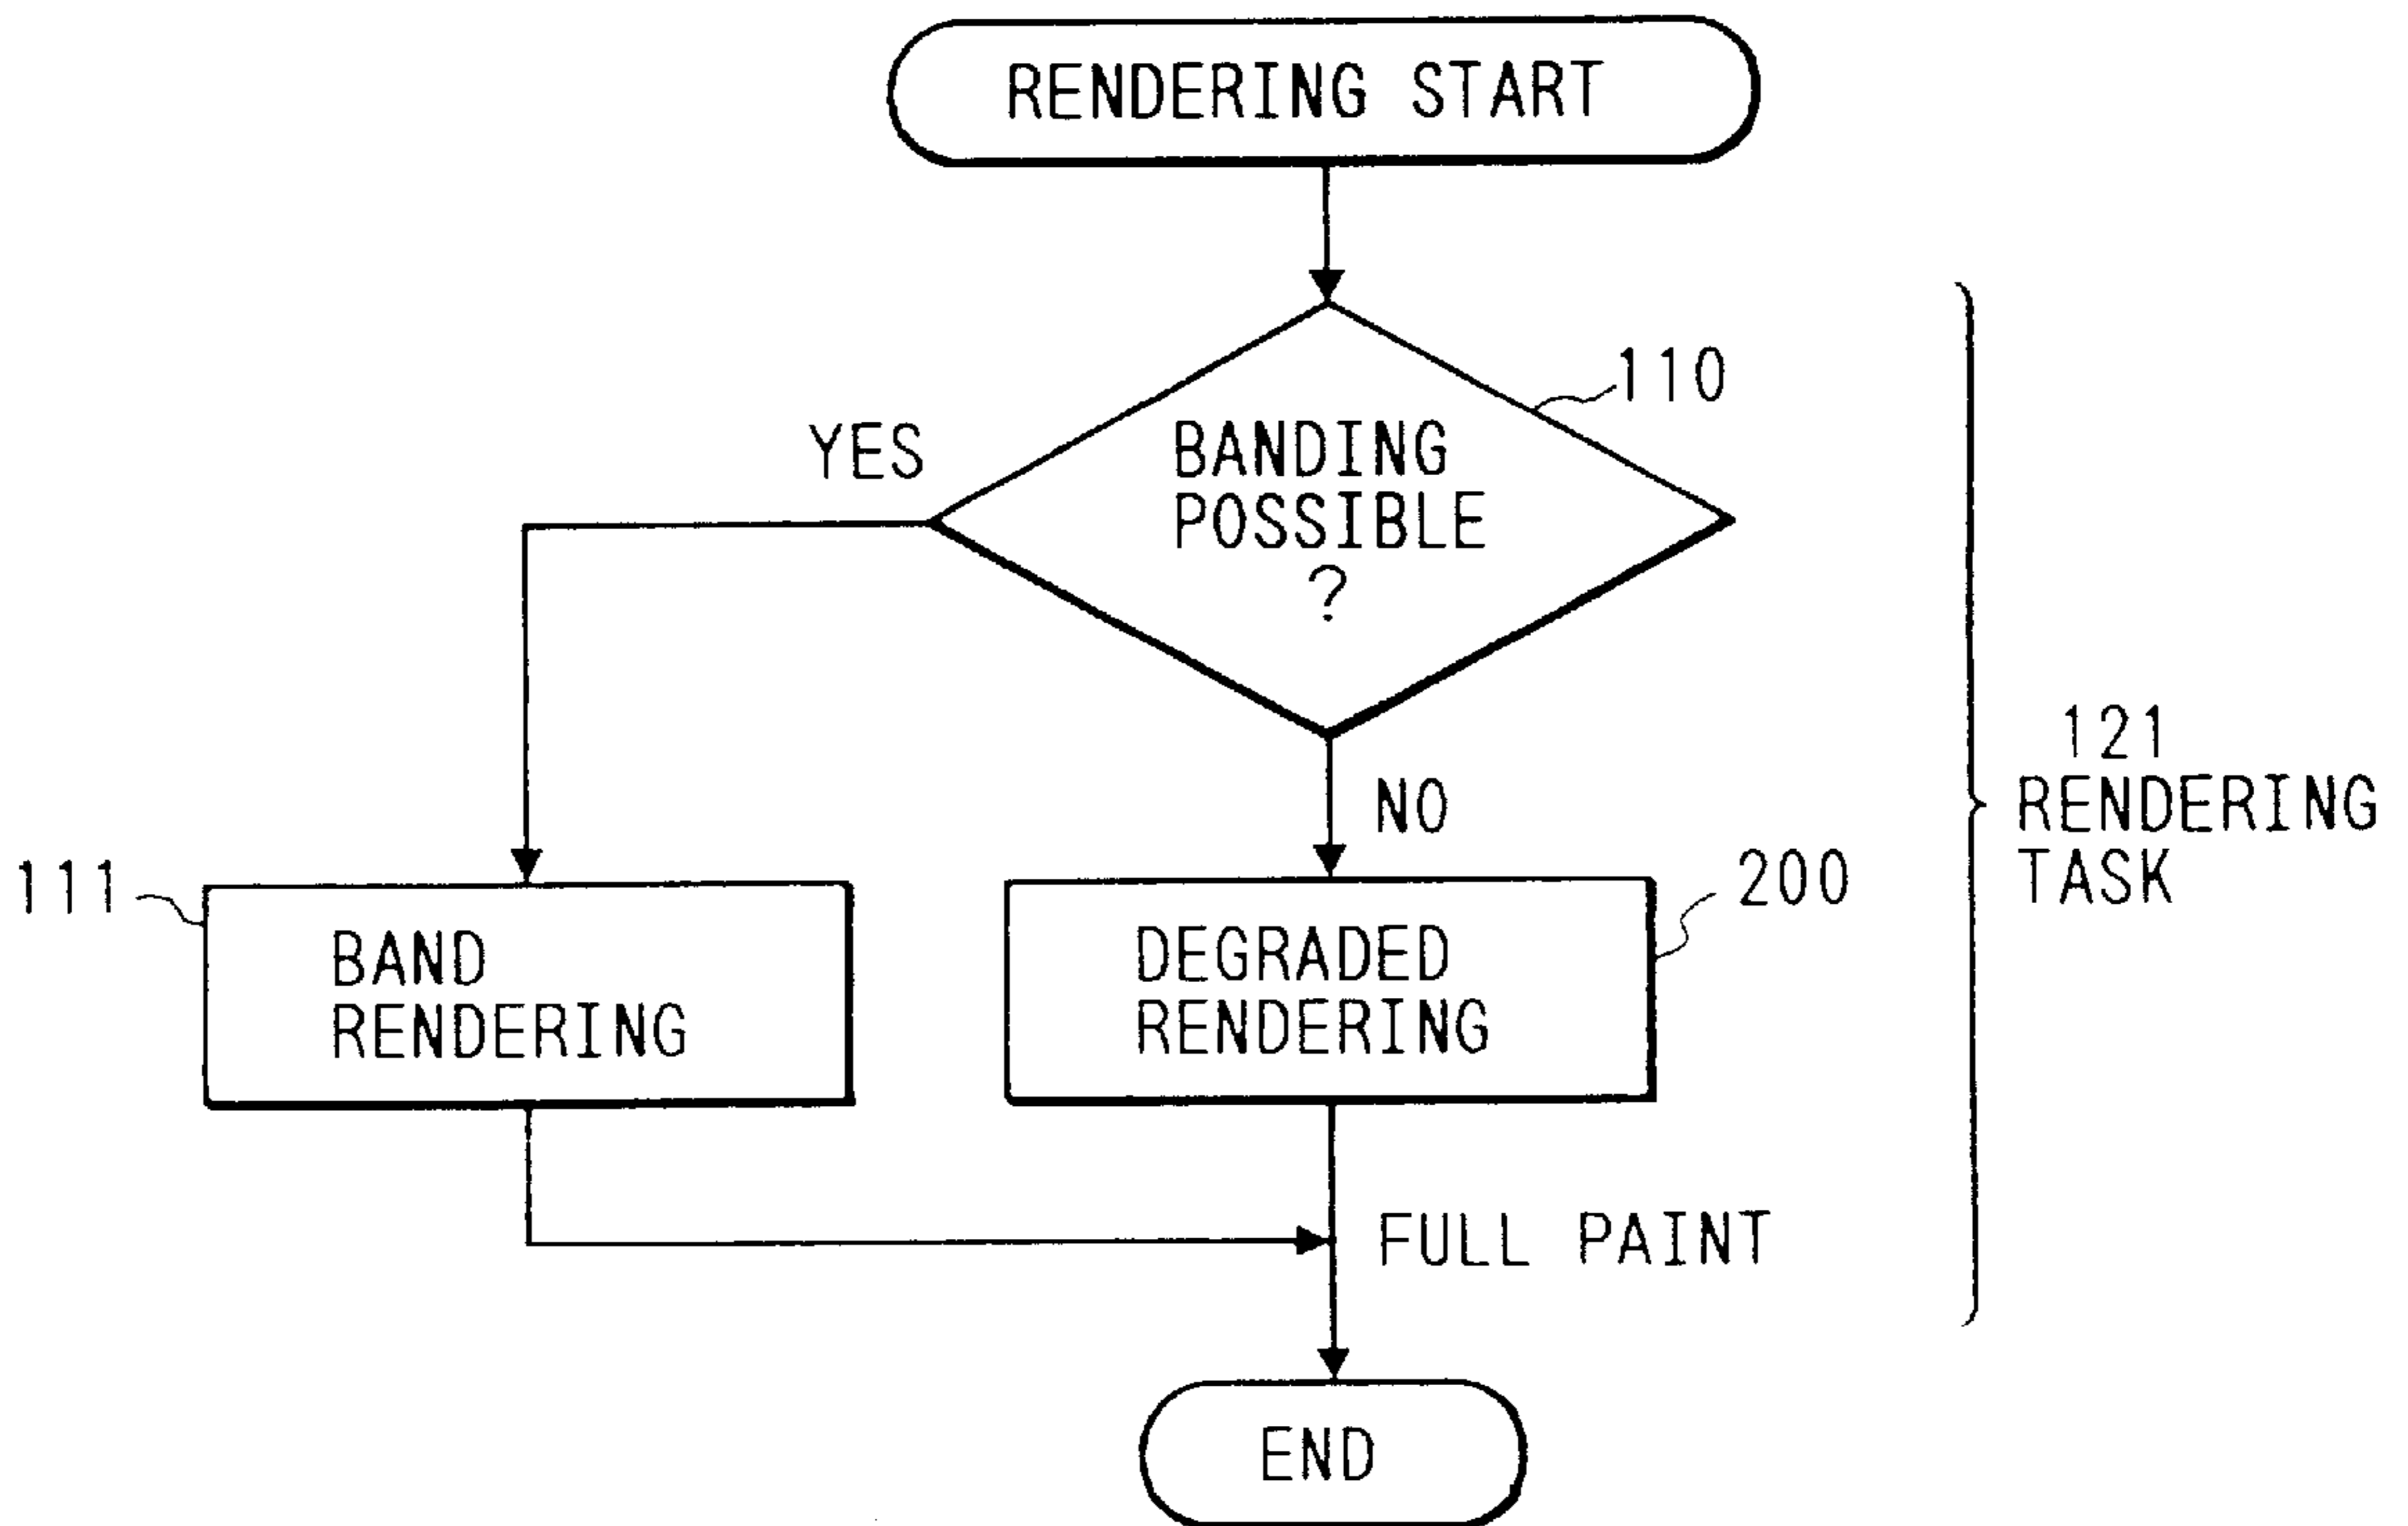 RENDERING START
110
YES
BANDING
POSSIBLE
?
121
RENDERING
TASK
NO
111
200
BAND
RENDERING
DEGRADED
RENDERING
FULL PAINT
END